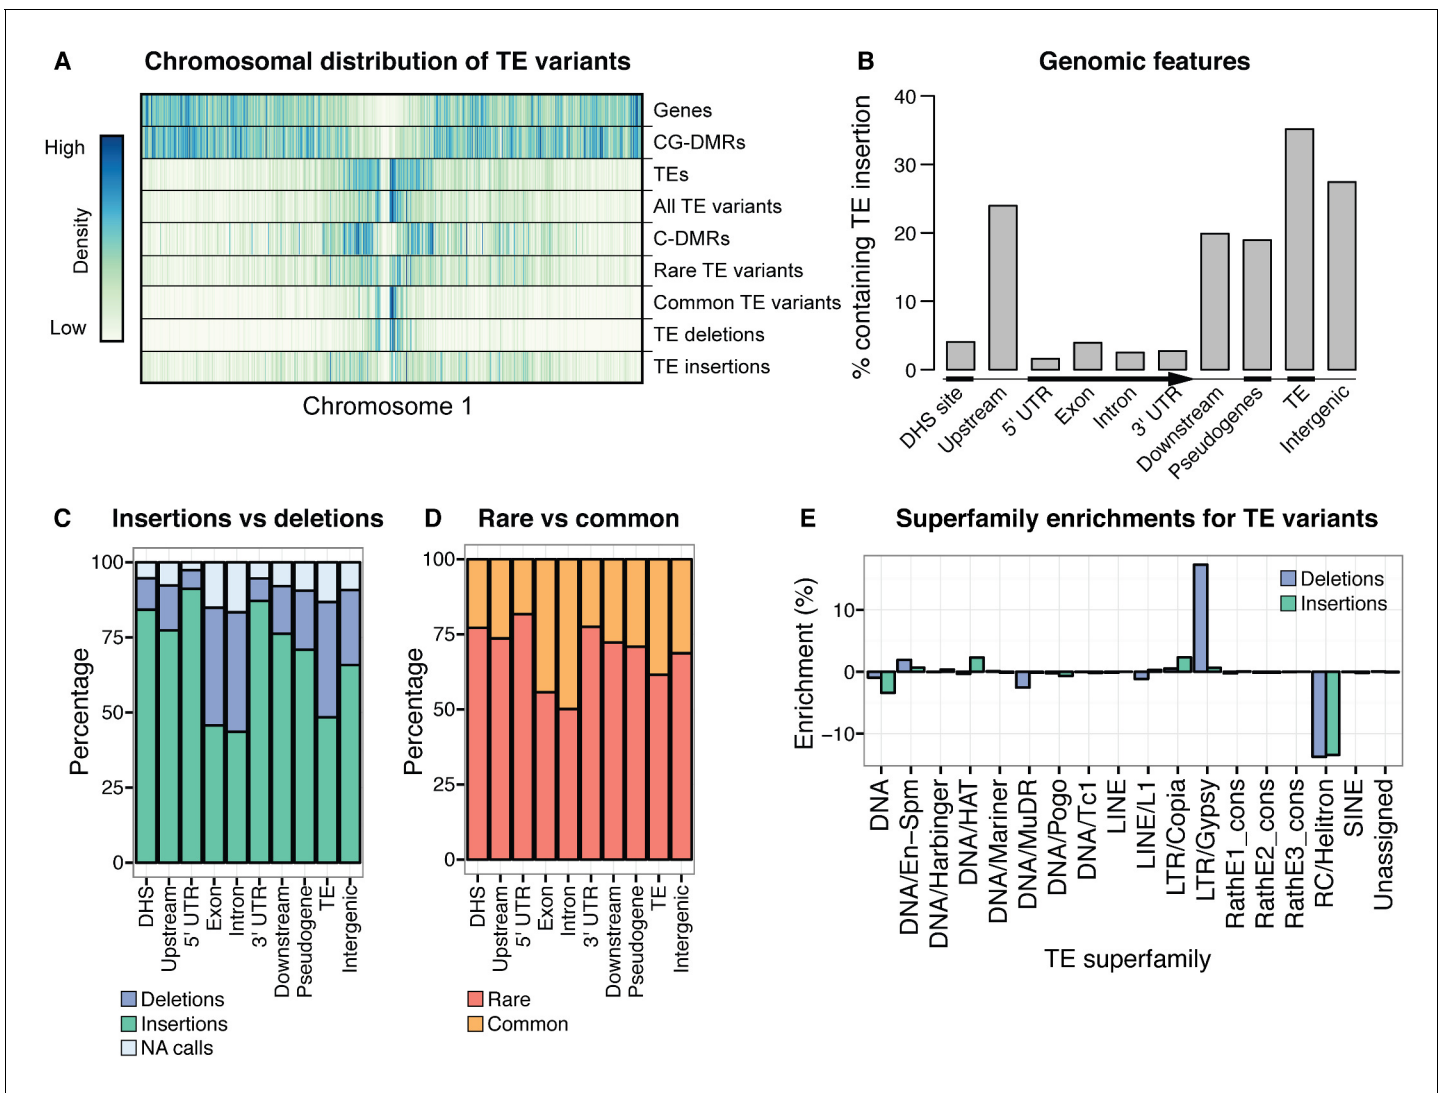 A Chromosomal distribution of TE variants
High
Density
Low
Genes
CG-DMRs
TEs
All TE variants
C-DMRs
Rare TE variants
Common TE variants
TE deletions
TE insertions
Chromosome 1
B Genomic features
% containing TE insertion
40
30
20
10
0
DHS site
Upstream
5' UTR
Exon
Intron
3' UTR
Downstream
Pseudogenes
TE
Intergenic
C Insertions vs deletions
Percentage
100
75
50
25
0
DHS
Upstream
5' UTR
Exon
Intron
3' UTR
Downstream
Pseudogene
TE
Intergenic
Deletions
Insertions
NA calls
D Rare vs common
Percentage
100
75
50
25
0
DHS
Upstream
5' UTR
Exon
Intron
3' UTR
Downstream
Pseudogene
TE
Intergenic
Rare
Common
E Superfamily enrichments for TE variants
Enrichment (%)
10
0
−10
Deletions
Insertions
DNA
DNA/En−Spm
DNA/Harbinger
DNA/HAT
DNA/Mariner
DNA/MuDR
DNA/Pogo
DNA/Tc1
LINE
LINE/L1
LTR/Copia
LTR/Gypsy
RathE1_cons
RathE2_cons
RathE3_cons
RC/Helitron
SINE
Unassigned
TE superfamily